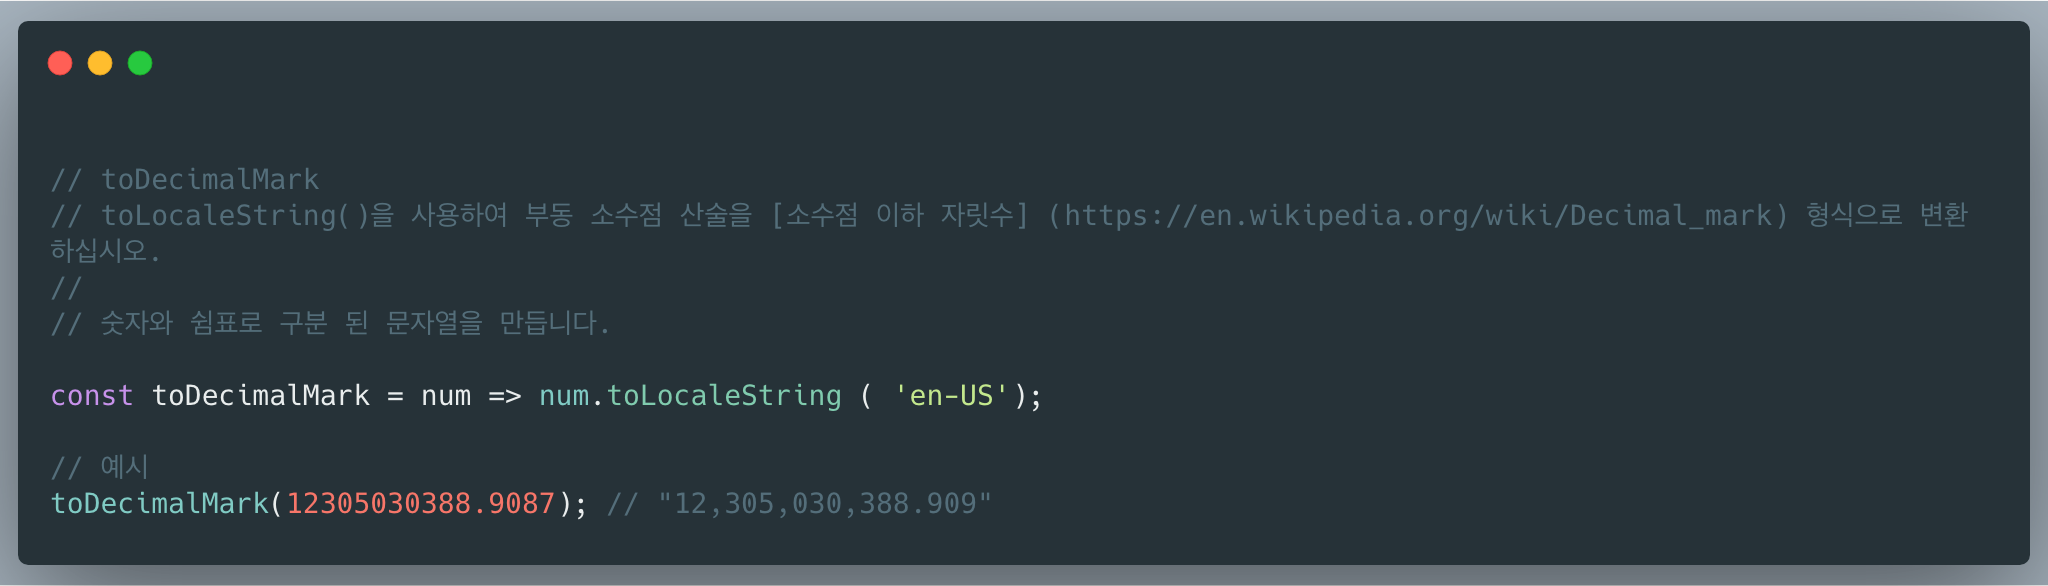 // toDecimalMark
// toLocaleString()을 사용하여 부동 소수점 산술을 [소수점 이하 자릿수] (https://en.wikipedia.org/wiki/Decimal_mark) 형식으로 변환
하십시오.
//
// 숫자와 쉼표로 구분 된 문자열을 만듭니다.
const toDecimalMark = num => num.toLocaleString ( 'en-US');
// 예시
toDecimalMark(12305030388.9087); // "12,305,030,388.909"